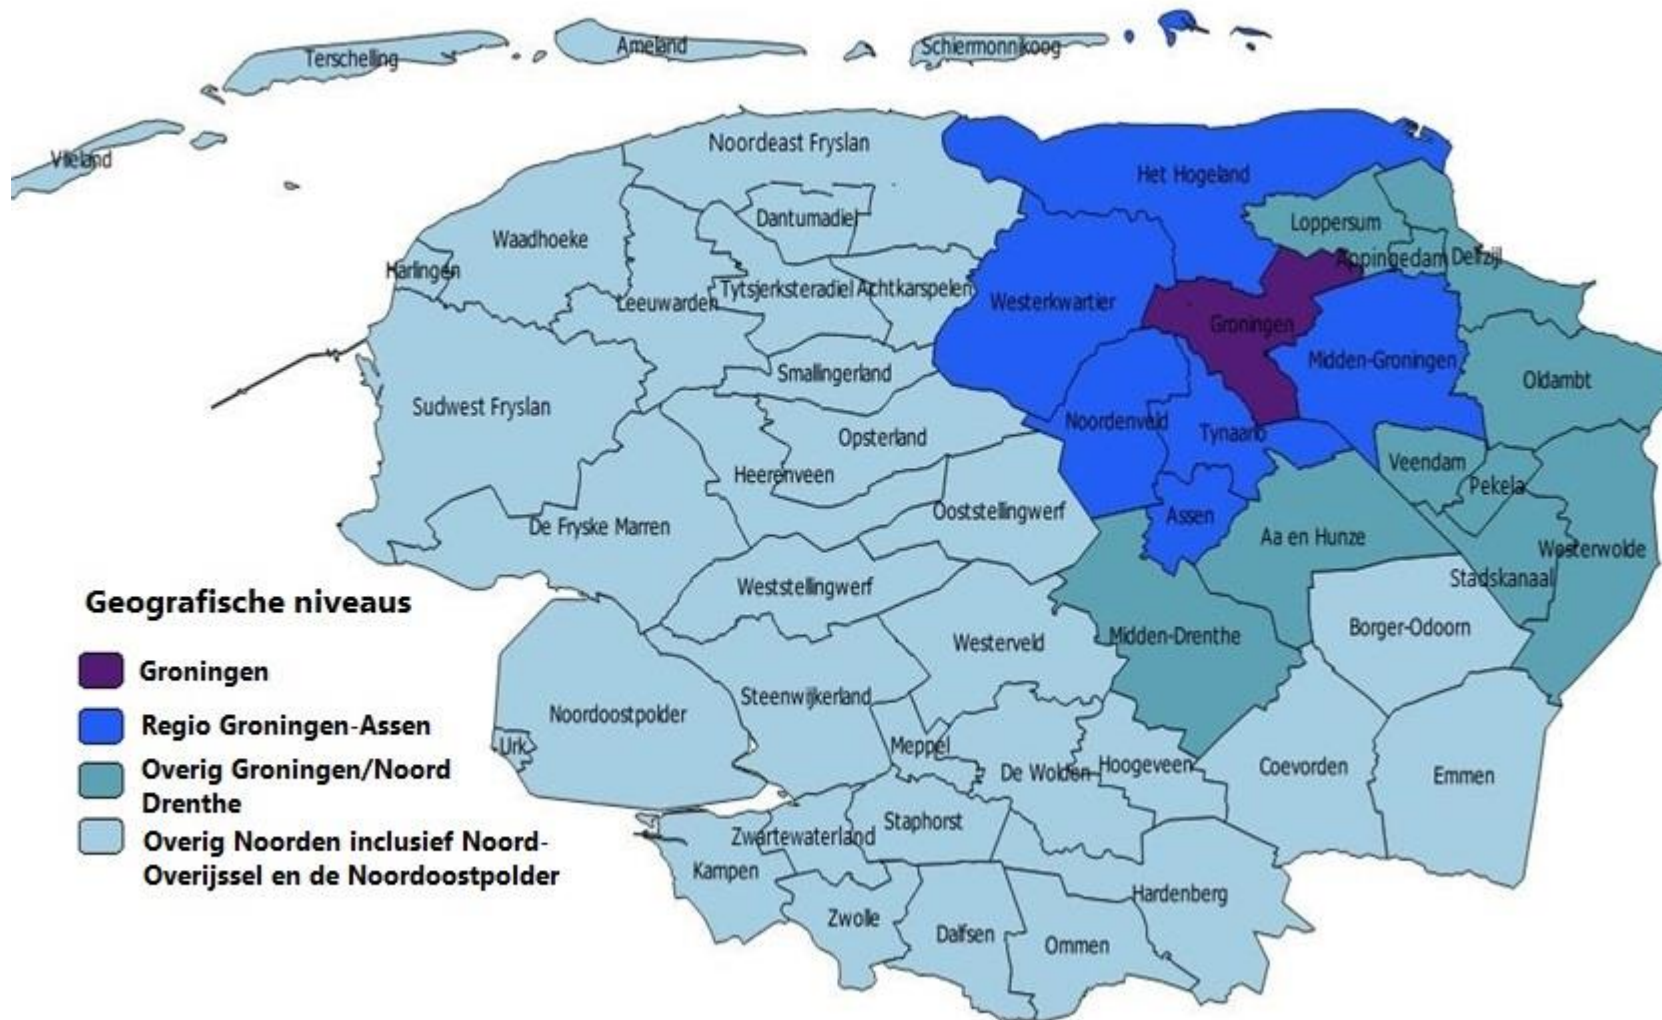 Terschelling
Ameland
Schiermonnikoog
Vlieland
Noordeast Fryslan
Het Hogeland
Dantumadiel
Loppersum
Waadhoeke
Harlingen
Appingedam
Delfzijl
Leeuwarden
Tytsjerksteradiel
Achtkarspelen
Westerkwartier
Groningen
Midden-Groningen
Smallingerland
Oldambt
Sudwest Fryslan
Noordenveld
Tynaarlo
Opsterland
Heerenveen
Veendam
Pekela
Ooststellingwerf
Assen
De Fryske Marren
Aa en Hunze
Westerwolde
Stadskanaal
Weststellingwerf
Geografische niveaus
Borger-Odoorn
Midden-Drenthe
Westerveld
Groningen
Steenwijkerland
Noordoostpolder
Regio Groningen-Assen
Urk
Meppel
De Wolden
Hoogeveen
Coevorden
Emmen
Overig Groningen/Noord
Drenthe
Staphorst
Zwartewaterland
Overig Noorden inclusief Noord-
Overijssel en de Noordoostpolder
Kampen
Hardenberg
Zwolle
Dalfsen
Ommen